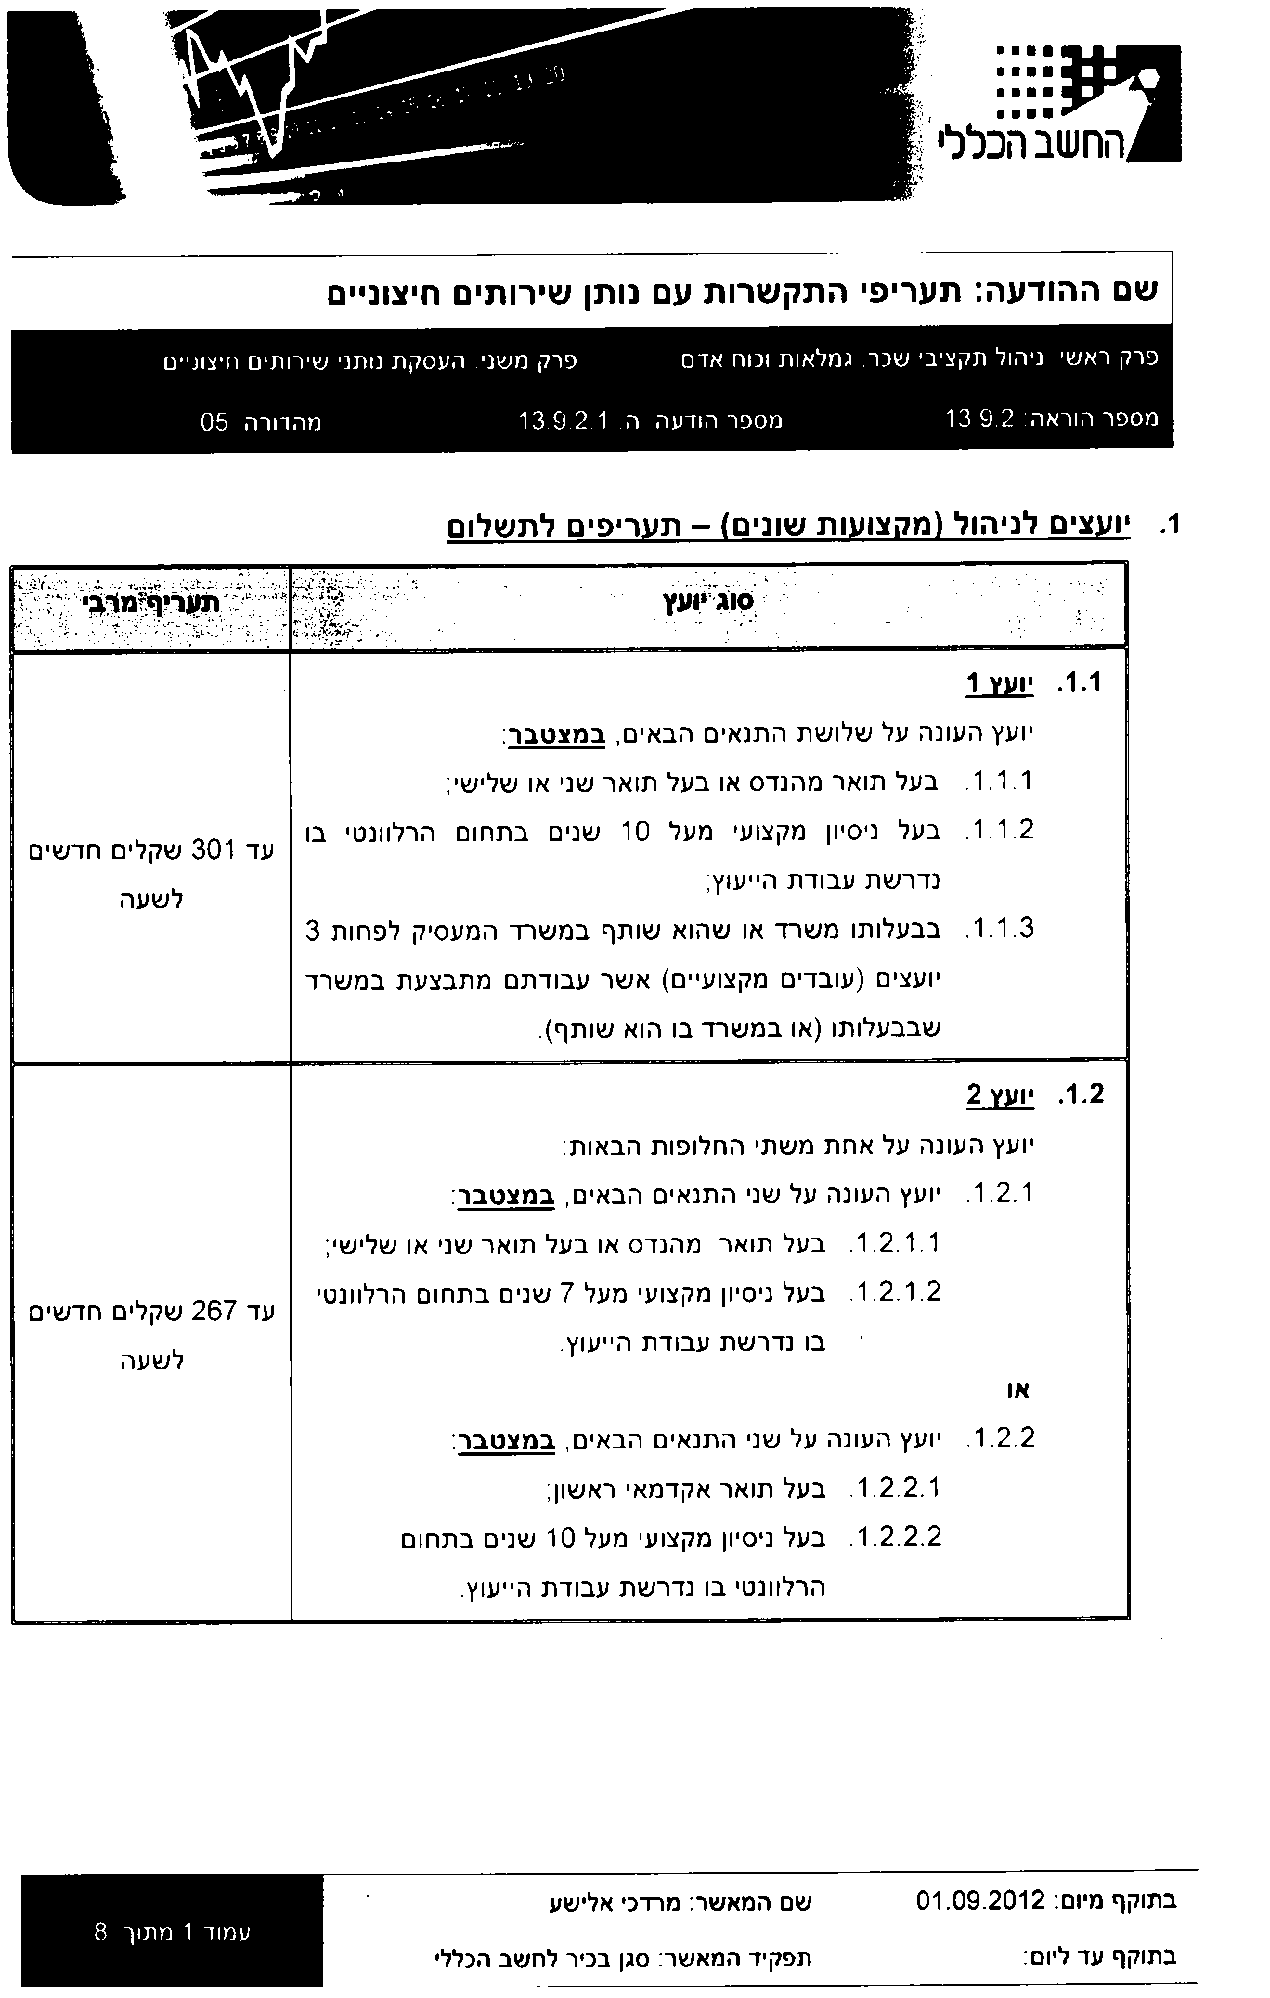 החשב הכללי
שם ההודעה: תעריפי התקשרות עם נותן שירותים חיצוניים
פרק ראשי: ניהול תקציבי שכר, גמלאות וכוח אדם פרק משני: העסקת נותני שירותים חיצוניים
מספר הוראה: 13.9.2 מספר הודעה: ה.13.9.2.1 מהדורה 05
1. יועצים לניהול (מקצועות שונים) – תעריפים לתשלום
סוג יועץ תעריף מרבי
1.1. יועץ 1
יועץ העונה על שלושת התנאים הבאים, במצטבר:
1.1.1. בעל תואר מהנדס או בעל תואר שני או שלישי;
1.1.2. בעל ניסיון מקצועי מעל 10 שנים בתחום הרלוונטי בו
נדרשת עבודת הייעוץ;
1.1.3. בבעלותו משרד או שהוא שותף במשרד המעסיק לפחות 3
יועצים (עובדים מקצועיים) אשר עבודתם מתבצעת במשרד
שבבעלותו (או במשרד בו הוא שותף).
עד 301 שקלים חדשים
לשעה
1.2. יועץ 2
יועץ העונה על אחת משתי החלופות הבאות:
1.2.1. יועץ העונה על שני התנאים הבאים, במצטבר:
1.2.1.1. בעל תואר מהנדס או בעל תואר שני או שלישי;
1.2.1.2. בעל ניסיון מקצועי מעל 7 שנים בתחום הרלוונטי
בו נדרשת עבודת הייעוץ.
או
1.2.2. יועץ העונה על שני התנאים הבאים, במצטבר:
1.2.2.1. בעל תואר אקדמאי ראשון;
1.2.2.2. בעל ניסיון מקצועי מעל 10 שנים בתחום
הרלוונטי בו נדרשת עבודת הייעוץ.
עד 267 שקלים חדשים
לשעה
בתוקף מיום: 01.09.2012 שם המאשר: מרדכי אלישע
בתוקף עד ליום: תפקיד המאשר: סגן בכיר לחשב הכללי
עמוד 1 מתוך 8